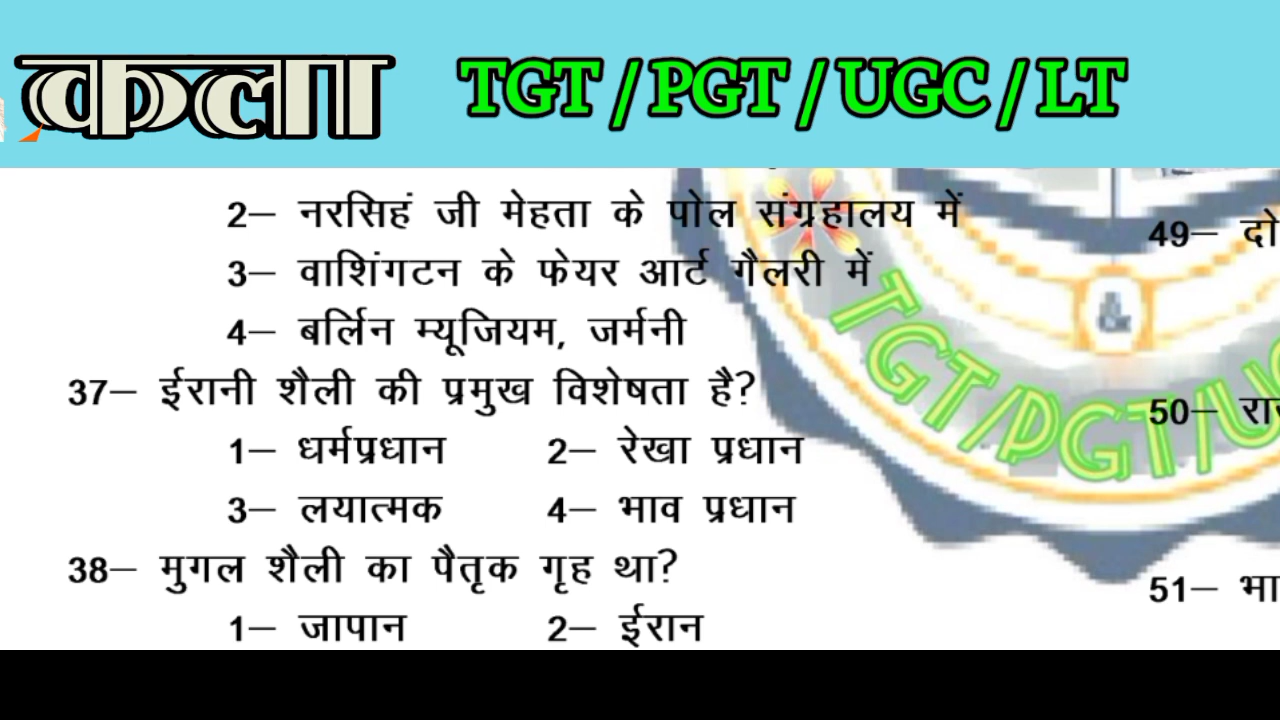 कला TGT / PGT / UGC / LT
2– नरसिहं जी मेहता के पोल संग्रहालय में
3– वाशिंगटन के फेयर आर्ट गैलरी में
4– बर्लिन म्यूजियम, जर्मनी
37– ईरानी शैली की प्रमुख विशेषता है?
1– धर्मप्रधान 2– रेखा प्रधान
3– लयात्मक 4– भाव प्रधान
38– मुगल शैली का पैतृक गृह था?
1– जापान 2– ईरान
49– दो
50–
51– भा
&
TGT/PGT/U